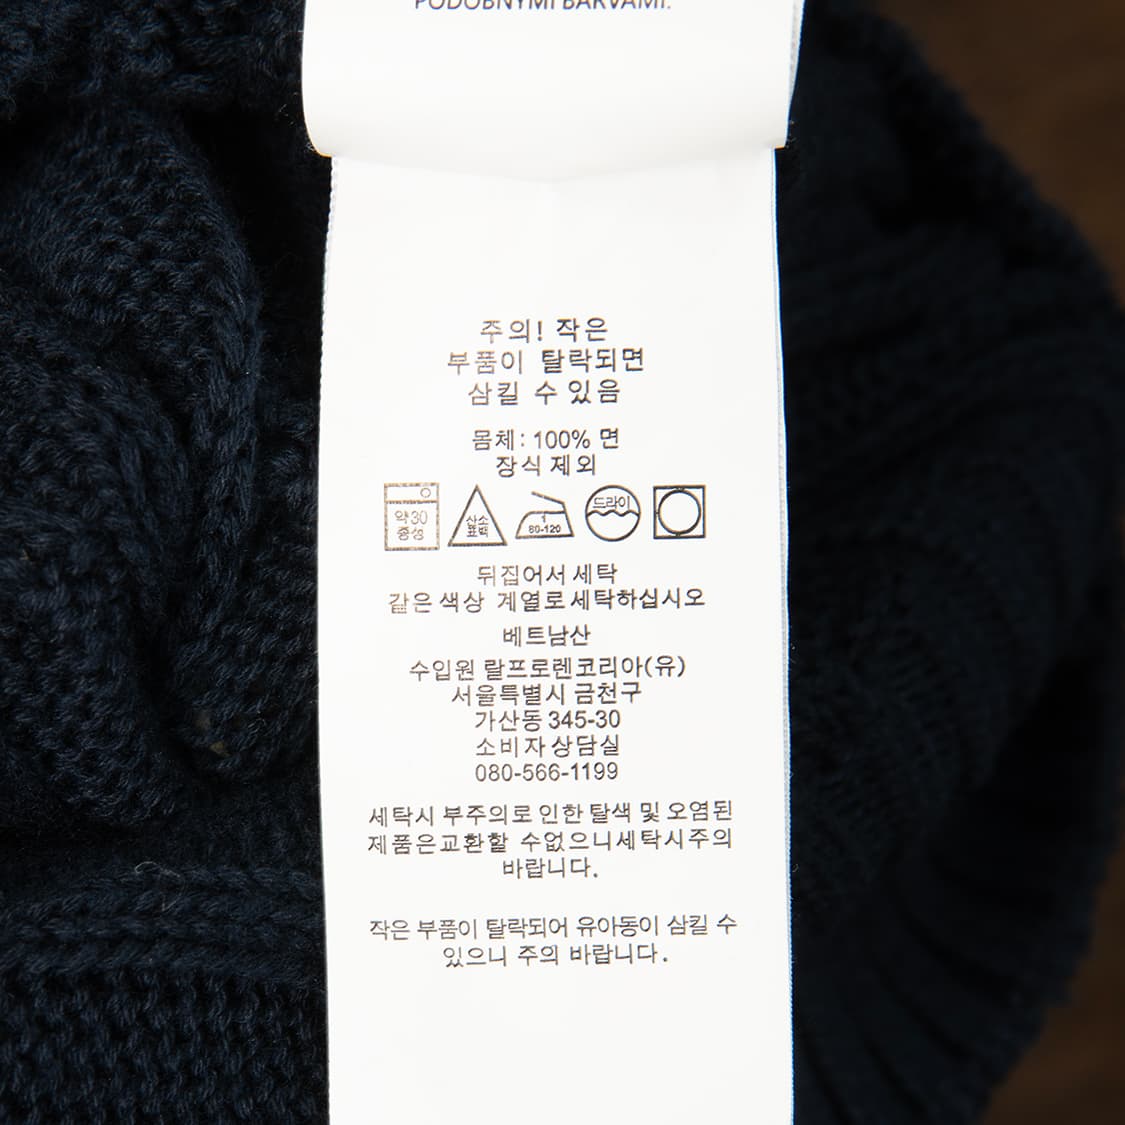 PODOBNÝMI BARVAMI.
주의! 작은
부품이 탈락되면
삼킬 수 있음
몸체: 100% 면
장식 제외
약30
중성
산소
표백
1
80-120
드라이
뒤집어서 세탁
같은 색상 계열로 세탁하십시오
베트남산
수입원 랄프로렌코리아(유)
서울특별시 금천구
가산동 345-30
소비자상담실
080-566-1199
세탁시 부주의로 인한 탈색 및 오염된
제품은교환할 수없으니세탁시주의
바랍니다.
작은 부품이 탈락되어 유아동이 삼킬 수
있으니 주의 바랍니다.